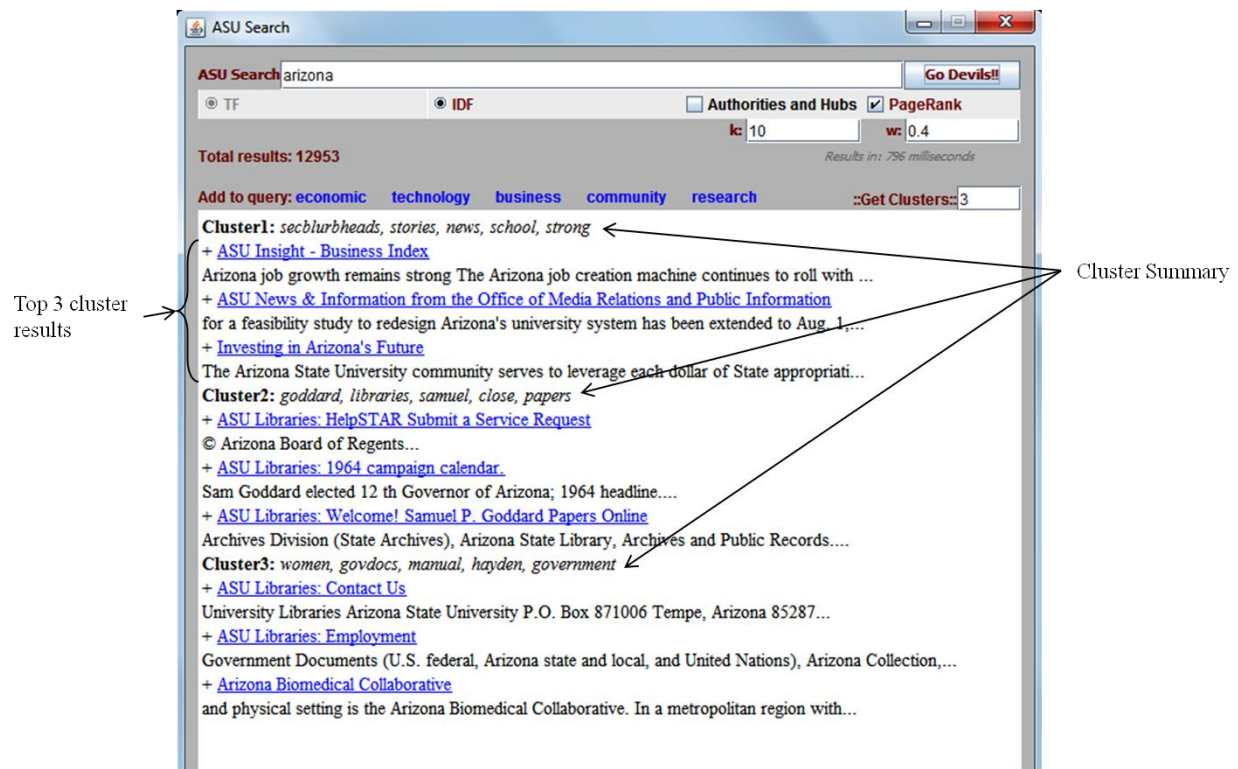 ASU Search
ASU Search arizona Go Devils!!
TF IDF Authorities and Hubs PageRank
k: 10 w: 0.4
Total results: 12953 Results in: 796 milliseconds
Add to query: economic technology business community research ::Get Clusters:: 3
Cluster1: secblurbheads, stories, news, school, strong
+ ASU Insight - Business Index
Arizona job growth remains strong The Arizona job creation machine continues to roll with ...
+ ASU News & Information from the Office of Media Relations and Public Information
for a feasibility study to redesign Arizona's university system has been extended to Aug. 1,...
+ Investing in Arizona's Future
The Arizona State University community serves to leverage each dollar of State appropriati...
Cluster2: goddard, libraries, samuel, close, papers
+ ASU Libraries: HelpSTAR Submit a Service Request
© Arizona Board of Regents...
+ ASU Libraries: 1964 campaign calendar.
Sam Goddard elected 12 th Governor of Arizona; 1964 headline....
+ ASU Libraries: Welcome! Samuel P. Goddard Papers Online
Archives Division (State Archives), Arizona State Library, Archives and Public Records....
Cluster3: women, govdocs, manual, hayden, government
+ ASU Libraries: Contact Us
University Libraries Arizona State University P.O. Box 871006 Tempe, Arizona 85287...
+ ASU Libraries: Employment
Government Documents (U.S. federal, Arizona state and local, and United Nations), Arizona Collection,...
+ Arizona Biomedical Collaborative
and physical setting is the Arizona Biomedical Collaborative. In a metropolitan region with...
Top 3 cluster
results
Cluster Summary